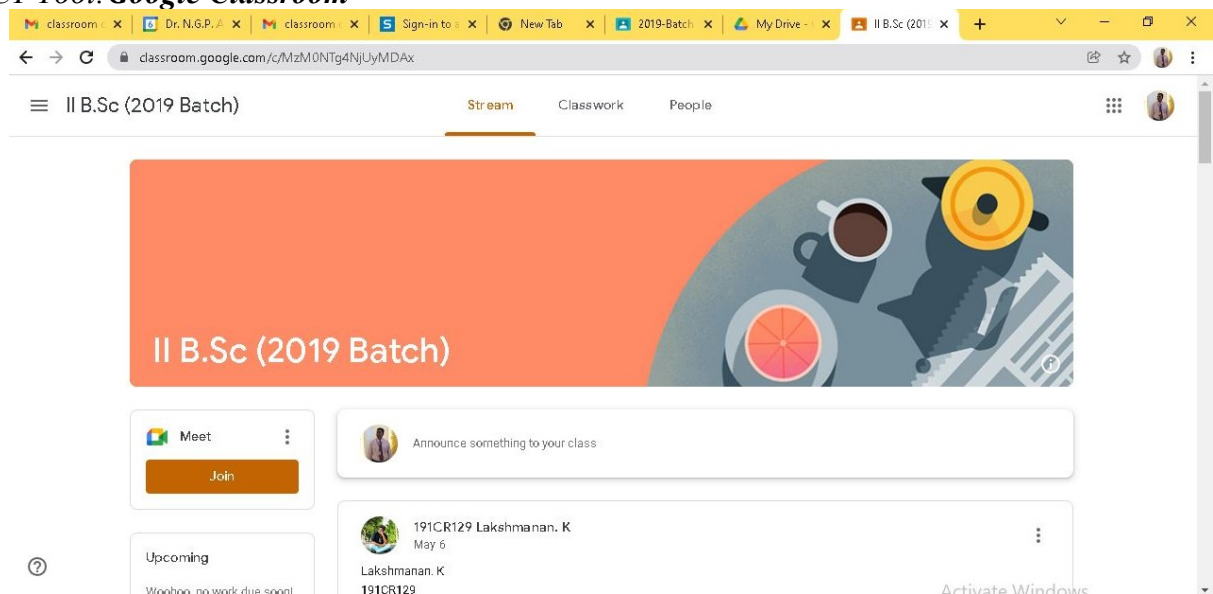 CT Tool: Google Classroom
classroom c
Dr. N.G.P. A
classroom c
Sign-in to a
New Tab
2019-Batch
My Drive -
II B.Sc (2019
classroom.google.com/c/MzM0NTg4NjUyMDAx
II B.Sc (2019 Batch)
Stream
Classwork
People
II B.Sc (2019 Batch)
Meet
Join
Announce something to your class
191CR129 Lakshmanan. K
May 6
Lakshmanan. K
191CR129
Upcoming
Woohoo, no work due soon!
Activate Windows